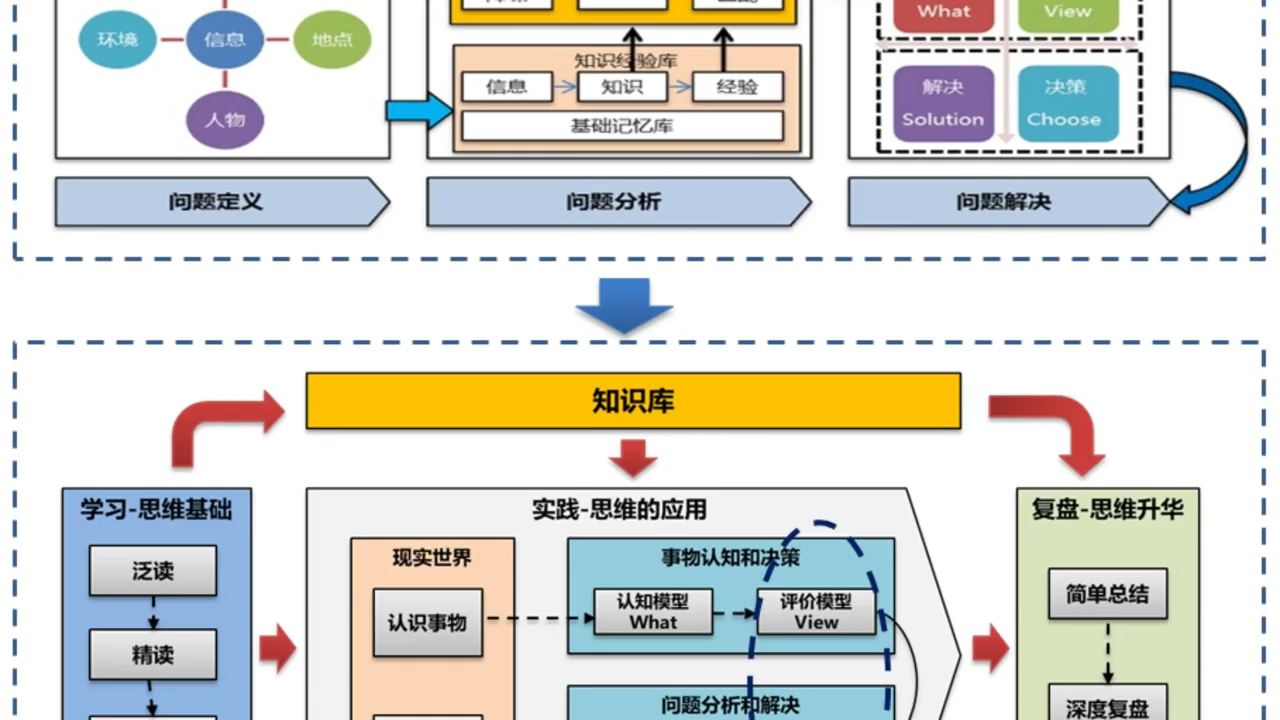 What
View
环境
信息
地点
知识经验库
信息
知识
经验
解决
Solution
决策
Choose
人物
基础记忆库
问题定义
问题分析
问题解决
知识库
学习-思维基础
实践-思维的应用
复盘-思维升华
泛读
现实世界
事物认知和决策
认识事物
认知模型
What
评价模型
View
简单总结
精读
问题分析和解决
深度复盘